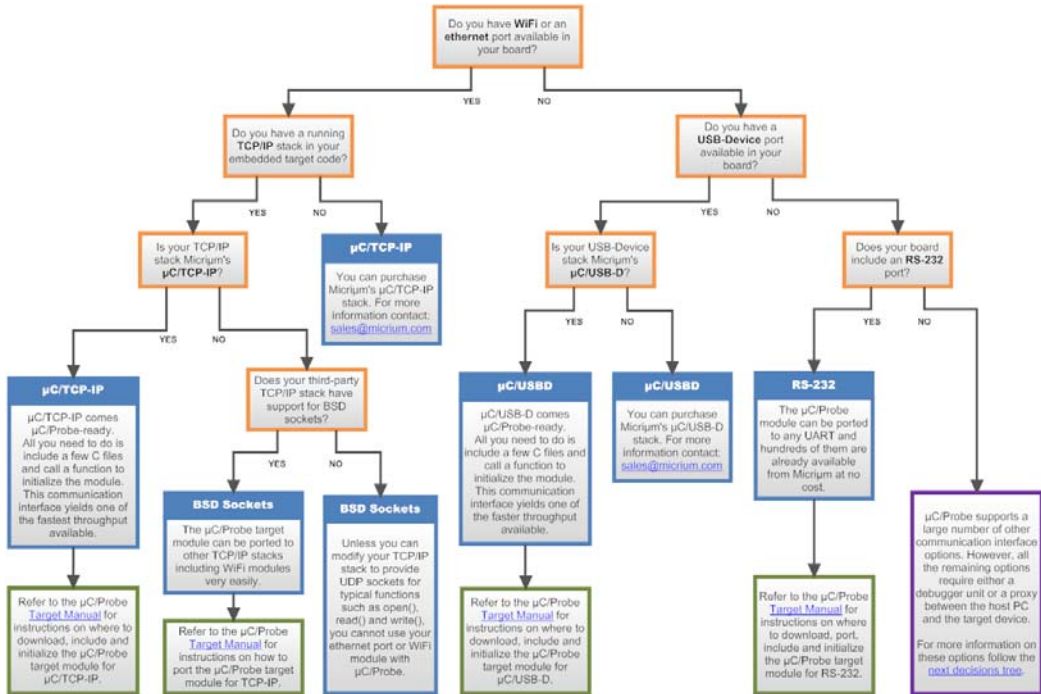 Do you have WiFi or an
ethernet port available in
your board?
YES
NO
Do you have a running
TCP/IP stack in your
embedded target code?
Do you have a
USB-Device port
available in your
board?
YES
NO
YES
NO
Is your TCP/IP
stack Micriµm's
µC/TCP-IP?
µC/TCP-IP
You can purchase
Micriµm's µC/TCP-IP
stack. For more
information contact:
sales@micrium.com
Is your USB-Device
stack Micriµm's
µC/USB-D?
Does your board
include an RS-232
port?
YES
NO
YES
NO
YES
NO
µC/TCP-IP
µC/TCP-IP comes
µC/Probe-ready.
All you need to do is
include a few C files
and call a function to
initialize the module.
This communication
interface yields one of
the fastest throughput
available.
Does your third-party
TCP/IP stack have
support for BSD
sockets?
YES
NO
BSD Sockets
The µC/Probe target
module can be ported to
other TCP/IP stacks
including WiFi modules
very easily.
BSD Sockets
Unless you can
modify your TCP/IP
stack to provide
UDP sockets for
typical functions
such as open(),
read() and write(),
you cannot use your
ethernet port or WiFi
module with
µC/Probe.
µC/USBD
µC/USB-D comes
µC/Probe-ready.
All you need to do is
include a few C files and
call a function to
initialize the module.
This communication
interface yields one of
the faster throughput
available.
µC/USBD
You can purchase
Micriµm's µC/USB-D
stack. For more
information contact:
sales@micrium.com
RS-232
The µC/Probe
module can be ported
to any UART and
hundreds of them are
already available
from Micriµm at no
cost.
µC/Probe supports a
large number of other
communication interface
options. However, all
the remaining options
require either a
debugger unit or a proxy
between the host PC
and the target device.
For more information on
these options follow the
next decisions tree.
Refer to the µC/Probe
Target Manual for
instructions on where to
download, include and
initialize the µC/Probe
target module for
µC/TCP-IP.
Refer to the µC/Probe
Target Manual for
instructions on how to
port the µC/Probe target
module for TCP-IP.
Refer to the µC/Probe
Target Manual for
instructions on where to
download, include and
initialize the µC/Probe
target module for
µC/USB-D.
Refer to the µC/Probe
Target Manual for
instructions on where
to download, port,
include and initialize
the µC/Probe target
module for RS-232.